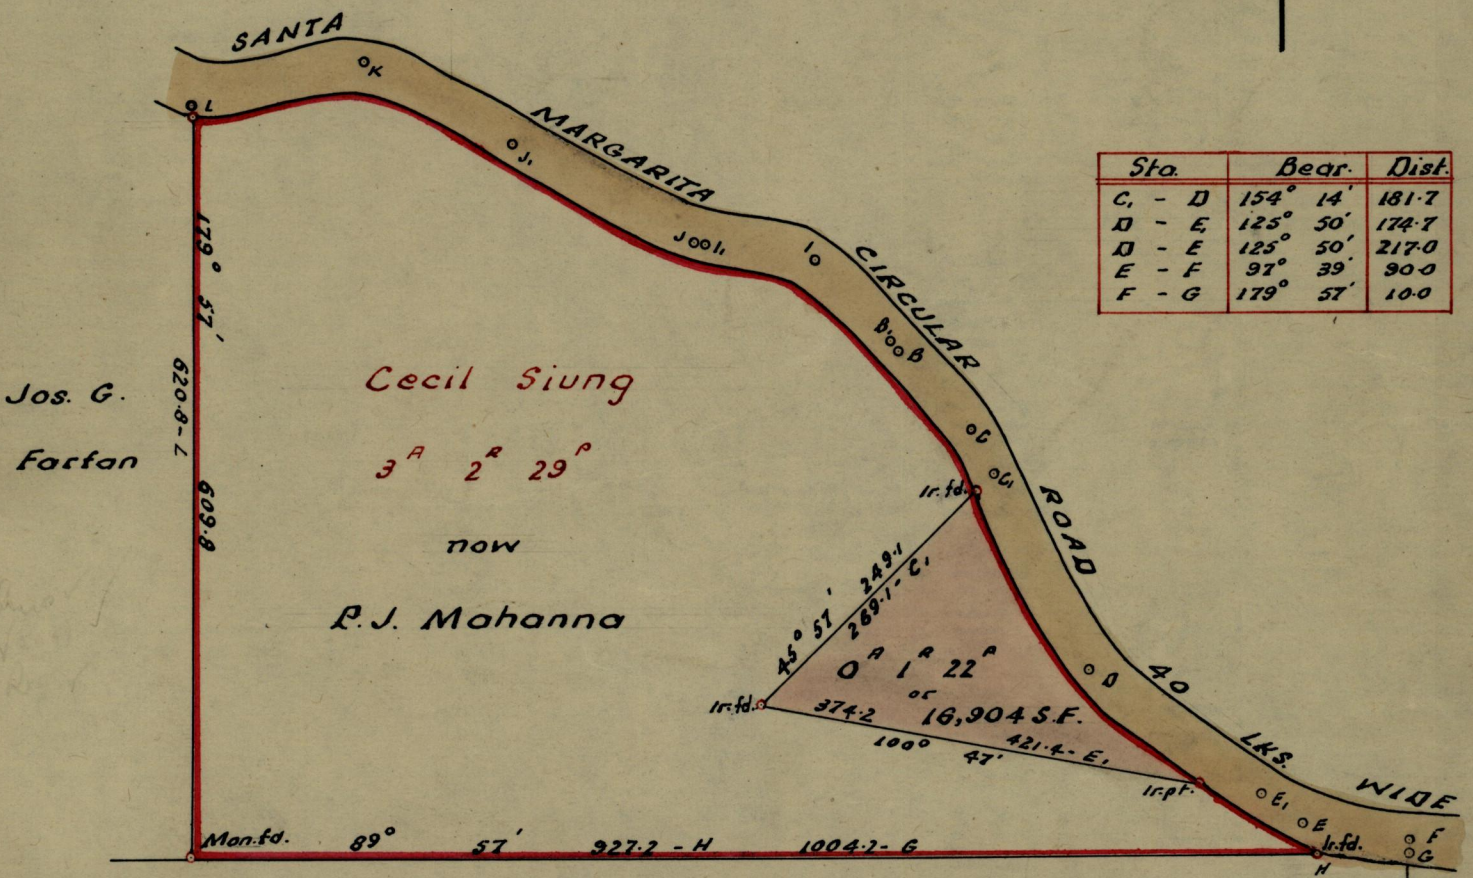 SANTA MARGARITA CIRCULAR ROAD 40 LKS. WIDE
K
L
J₁
J I₁
I
B' B
C
C₁
D
E₁
E
F
G
H
Sta. Bear. Dist.
C₁ - D 154° 14' 181.7
D - E₁ 125° 50' 174.7
D - E 125° 50' 217.0
E - F 97° 39' 90.0
F - G 179° 57' 10.0
179° 57'
620.8 - L
609.8
Jos. G.
Farfan
Cecil Siung
3ᴬ 2ᴿ 29ᴾ
now
P.J. Mahanna
Ir. fd.
45° 57' 249.1
269.1 - C₁
0ᴬ 1ᴿ 22ᴾ
or
16,904 S.F.
Ir. fd.
374.2
100° 47'
421.4 - E₁
Ir. pt.
Mon. fd. 89° 57' 927.2 - H 1004.2 - G
Ir. fd.